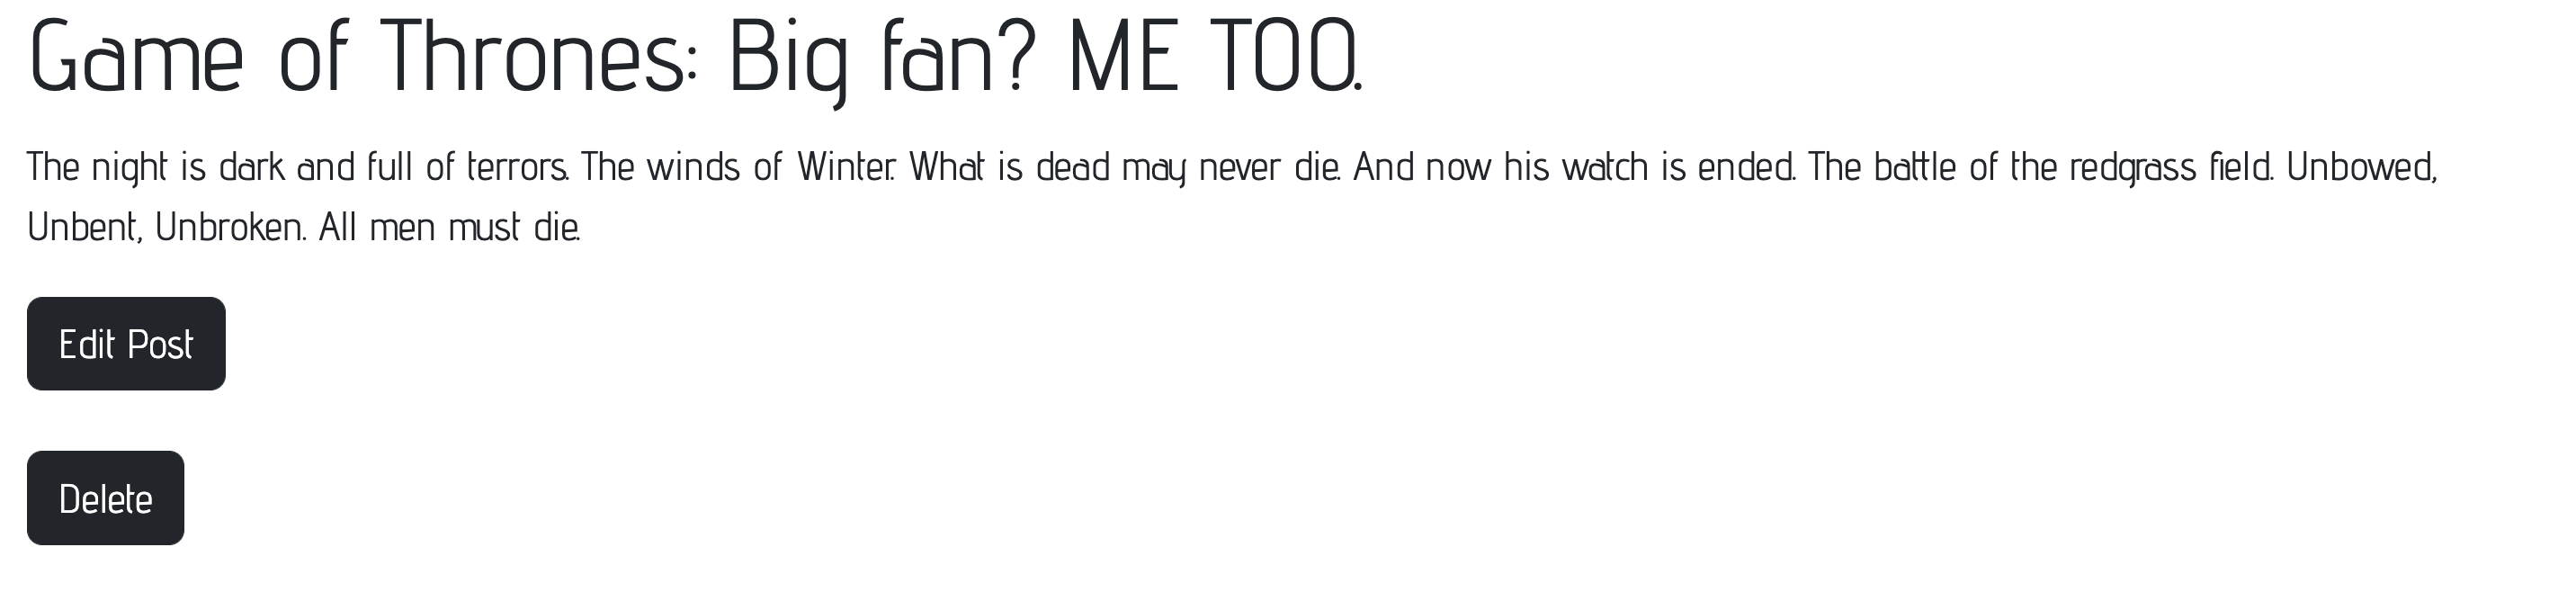 Game of Thrones: Big fan? ME TOO.
The night is dark and full of terrors. The winds of Winter. What is dead may never die. And now his watch is ended. The battle of the redgrass field. Unbowed,
Unbent, Unbroken. All men must die.
Edit Post
Delete